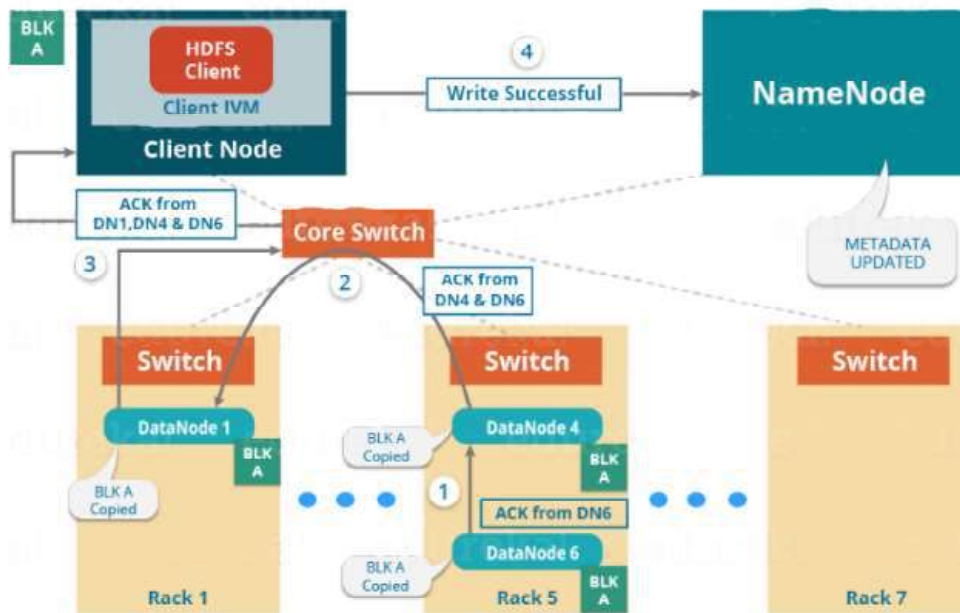 BLK
A
HDFS
Client
Client IVM
Client Node
4
Write Successful
NameNode
ACK from
DN1,DN4 & DN6
Core Switch
METADATA
UPDATED
3
2
ACK from
DN4 & DN6
Switch
Switch
Switch
DataNode 1
BLK
A
BLK A
Copied
DataNode 4
BLK A
Copied
BLK
A
1
ACK from DN6
DataNode 6
BLK A
Copied
BLK
A
Rack 1
Rack 5
Rack 7